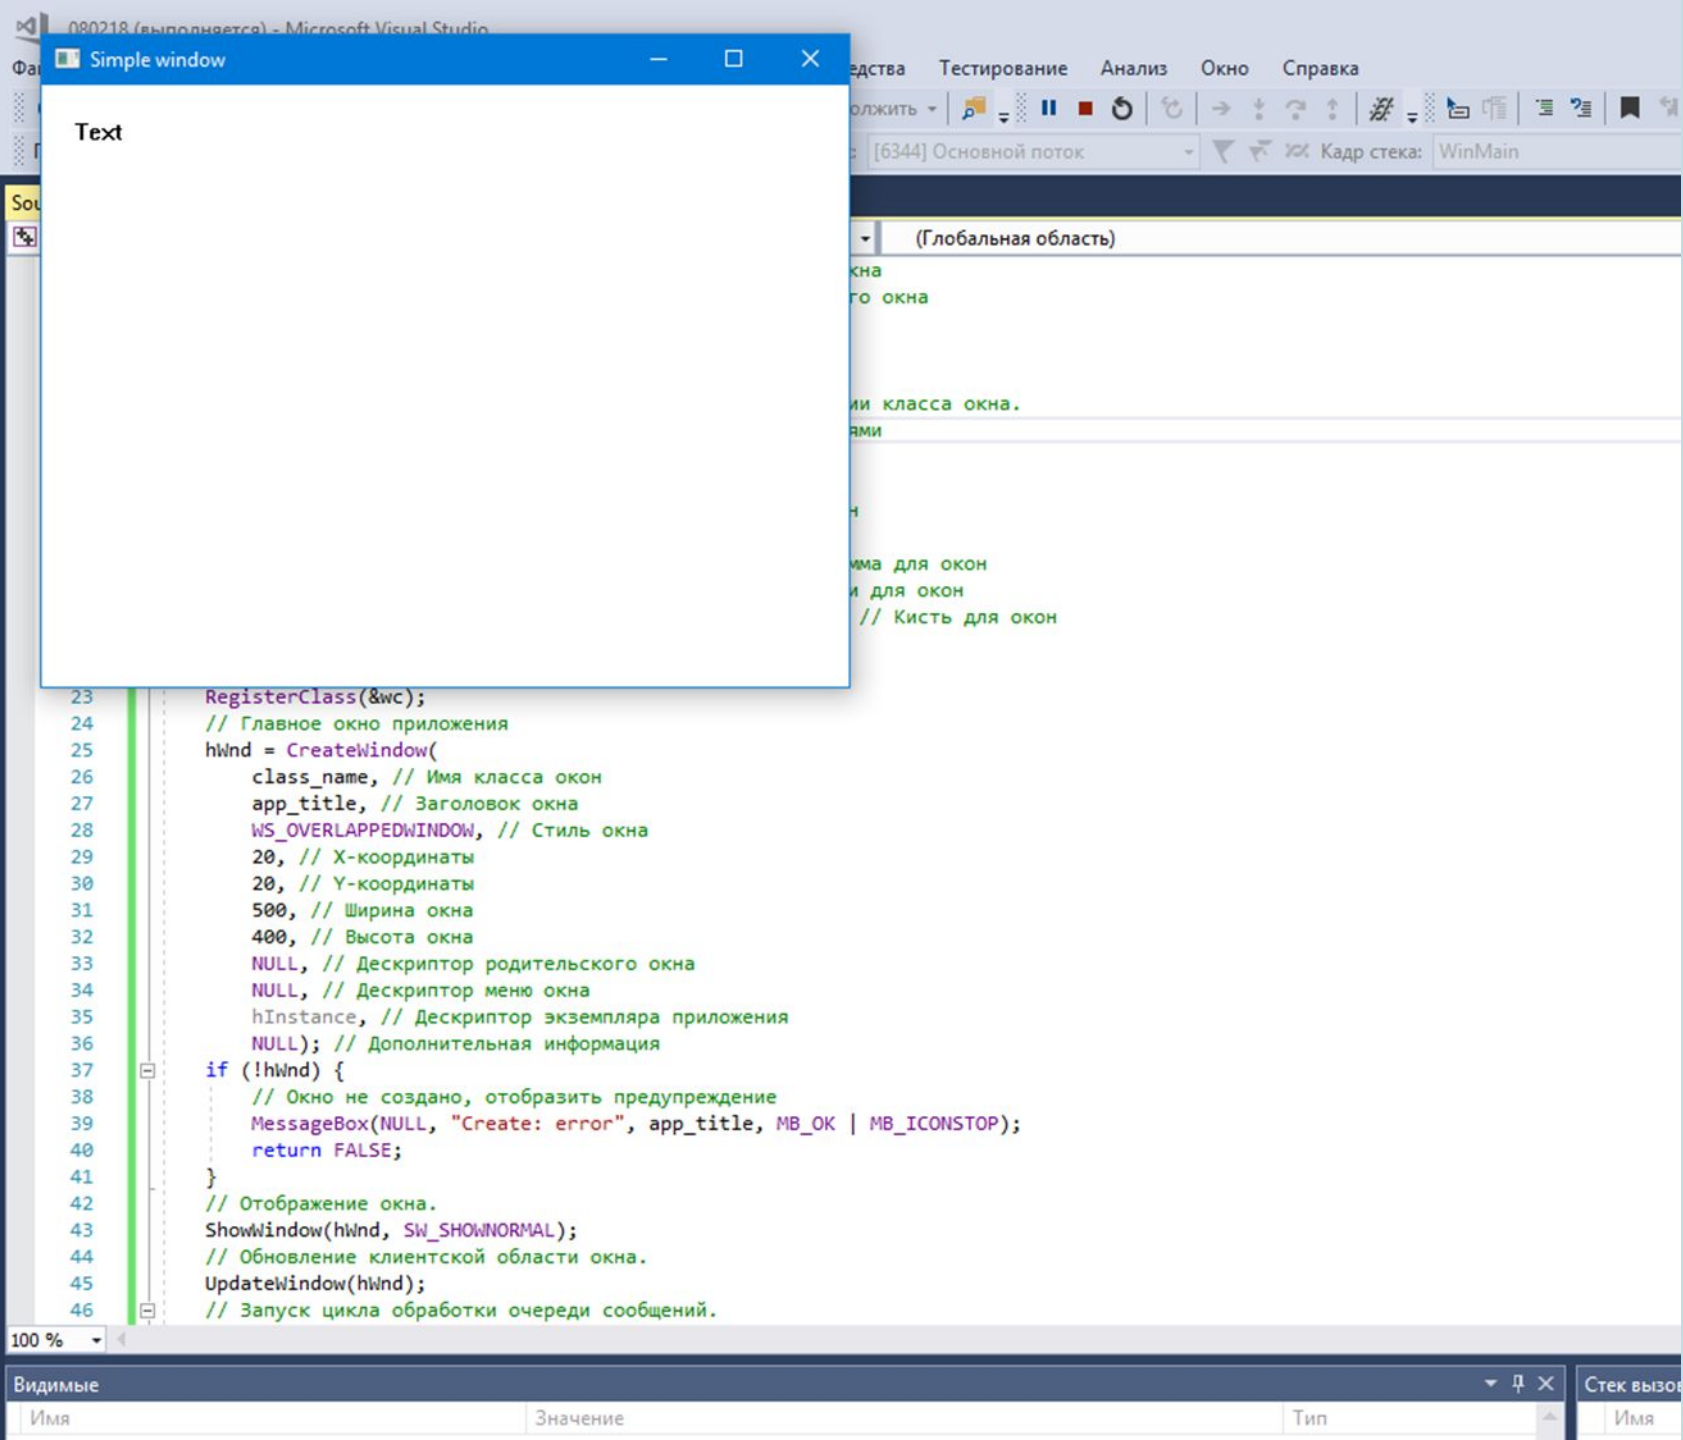 080218 (выполняется) - Microsoft Visual Studio
Simple window
Тестирование Анализ Окно Справка
Text
[6344] Основной поток Кадр стека: WinMain
(Глобальная область)
окна
класса окна.
для окон
для окон
// Кисть для окон
23 RegisterClass(&wc);
24 // Главное окно приложения
25 hWnd = CreateWindow(
26 class_name, // Имя класса окон
27 app_title, // Заголовок окна
28 WS_OVERLAPPEDWINDOW, // Стиль окна
29 20, // X-координаты
30 20, // Y-координаты
31 500, // Ширина окна
32 400, // Высота окна
33 NULL, // Дескриптор родительского окна
34 NULL, // Дескриптор меню окна
35 hInstance, // Дескриптор экземпляра приложения
36 NULL); // Дополнительная информация
37 if (!hWnd) {
38 // Окно не создано, отобразить предупреждение
39 MessageBox(NULL, "Create: error", app_title, MB_OK | MB_ICONSTOP);
40 return FALSE;
41 }
42 // Отображение окна.
43 ShowWindow(hWnd, SW_SHOWNORMAL);
44 // Обновление клиентской области окна.
45 UpdateWindow(hWnd);
46 // Запуск цикла обработки очереди сообщений.
100 %
Видимые Стек
Имя Значение Тип Имя